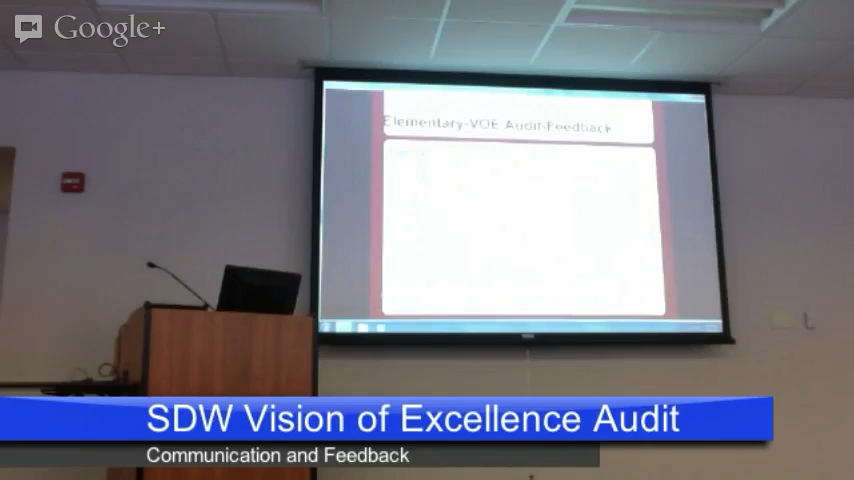 Google+
Elementary-VOE Audit-Feedback
SDW Vision of Excellence Audit
Communication and Feedback